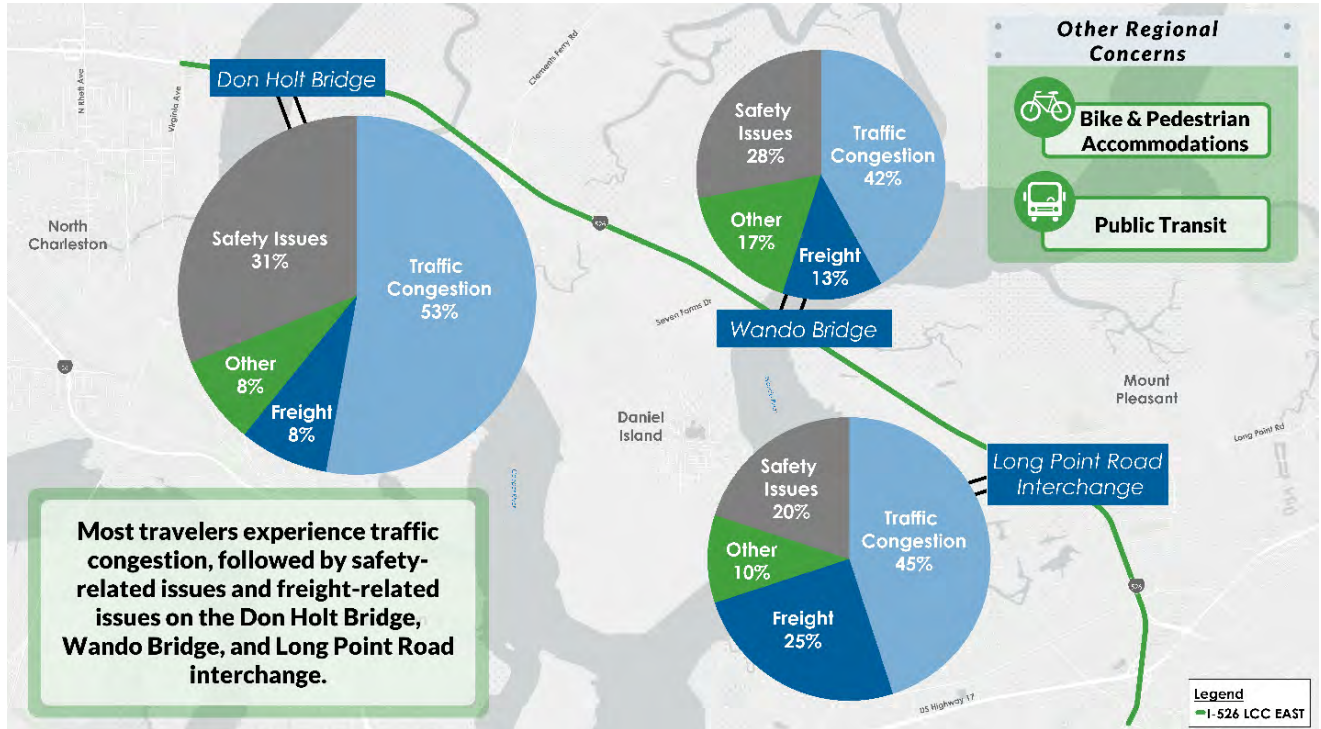 Don Holt Bridge
Safety Issues
31%
Traffic
Congestion
53%
Other
8%
Freight
8%
Safety
Issues
28%
Traffic
Congestion
42%
Other
17%
Freight
13%
Wando Bridge
Safety
Issues
20%
Traffic
Congestion
45%
Other
10%
Freight
25%
Long Point Road
Interchange
Other Regional
Concerns
Bike & Pedestrian
Accommodations
Public Transit
Most travelers experience traffic
congestion, followed by safety-
related issues and freight-related
issues on the Don Holt Bridge,
Wando Bridge, and Long Point Road
interchange.
N Rhett Ave
Virginia Ave
Clements Ferry Rd
North
Charleston
526
Seven Farms Dr
Daniel
Island
Mount
Pleasant
Long Point Rd
526
US Highway 17
Legend
I-526 LCC EAST